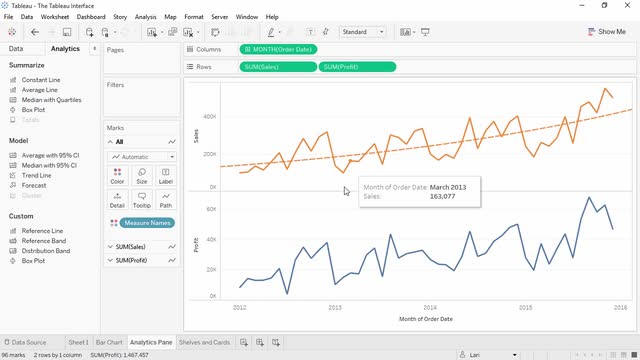 Tableau - The Tableau Interface
File Data Worksheet Dashboard Story Analysis Map Format Server Window Help
Standard
Show Me
Data Analytics
Pages
Columns MONTH(Order Date)
Rows SUM(Sales) SUM(Profit)
Summarize
Constant Line
Average Line
Median with Quartiles
Box Plot
Totals
Model
Average with 95% CI
Median with 95% CI
Trend Line
Forecast
Cluster
Custom
Reference Line
Reference Band
Distribution Band
Box Plot
Filters
Marks
All
Automatic
Color Size Label
Detail Tooltip Path
Measure Names
SUM(Sales)
SUM(Profit)
Sales
400K
200K
0K
Month of Order Date: March 2013
Sales: 163,077
Profit
60K
40K
20K
0K
2012 2013 2014 2015 2016
Month of Order Date
Data Source Sheet 1 Bar Chart Analytics Pane Shelves and Cards
96 marks 2 rows by 1 column SUM(Profit): 1,467,457
Lari